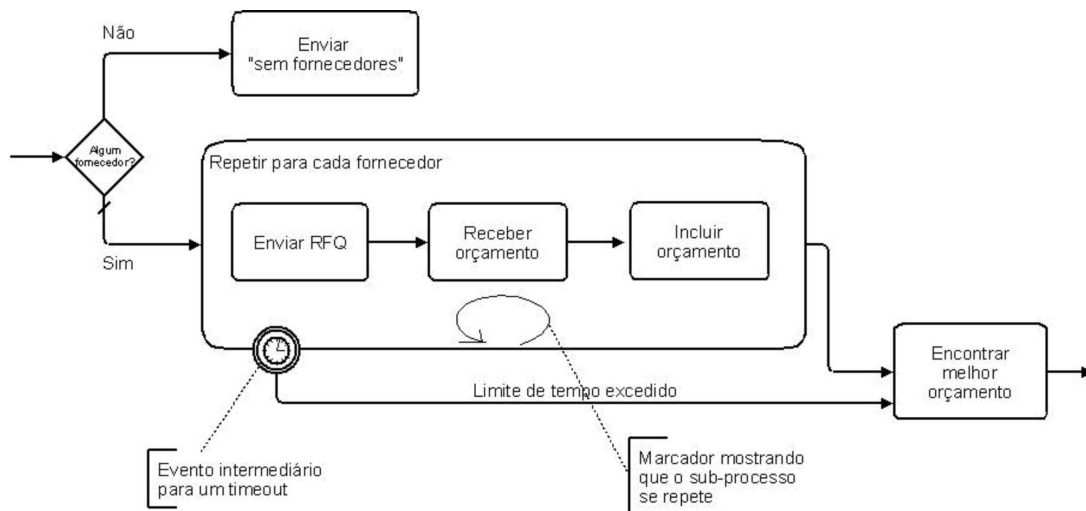 Não
Enviar
"sem fornecedores"
Algum
fornecedor?
Sim
Repetir para cada fornecedor
Enviar RFQ
Receber
orçamento
Incluir
orçamento
Limite de tempo excedido
Encontrar
melhor
orçamento
Evento intermediário
para um timeout
Marcador mostrando
que o sub-processo
se repete